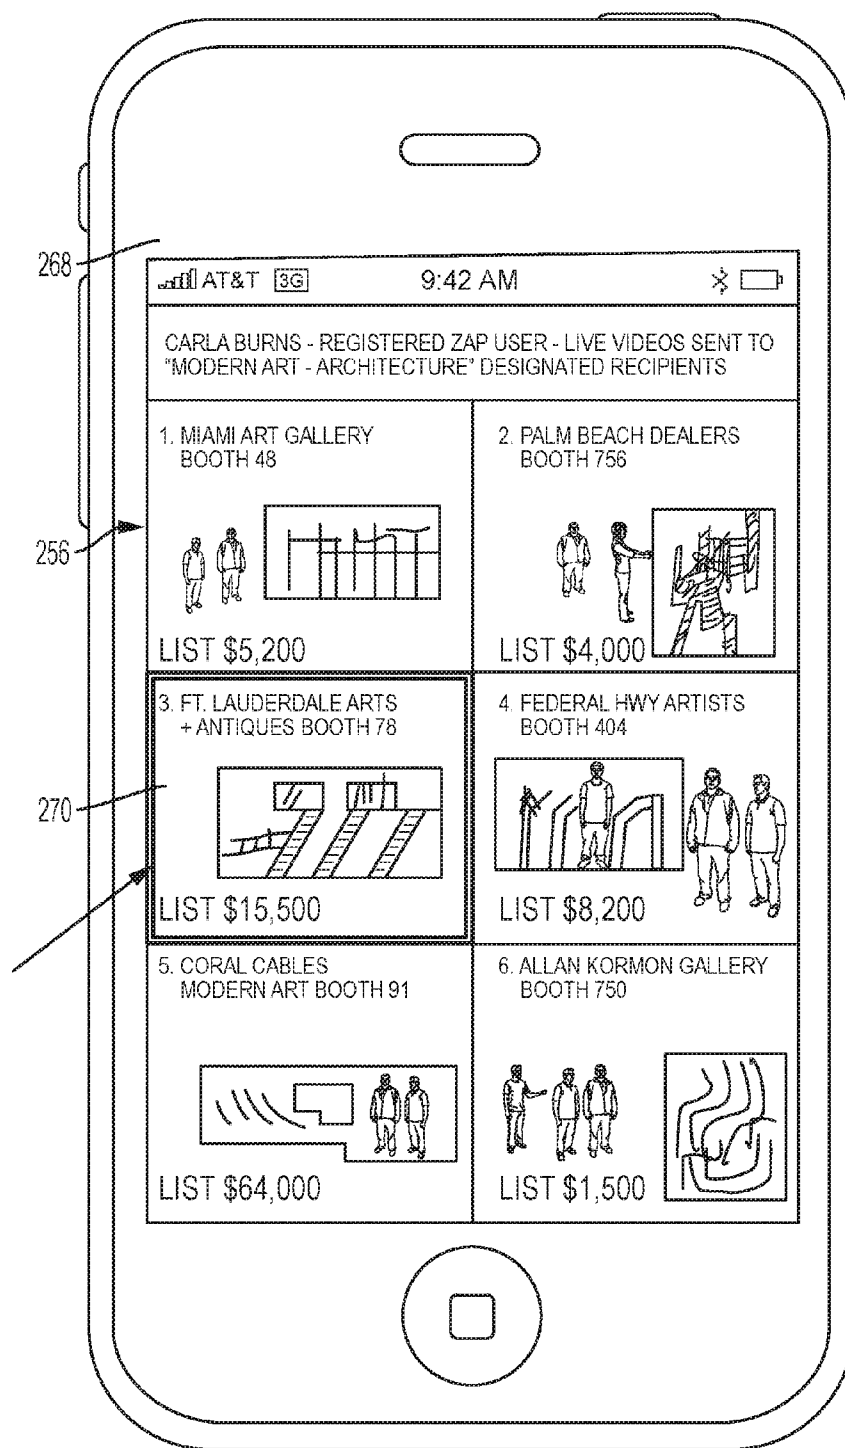 268
AT&T 3G 9:42 AM
CARLA BURNS - REGISTERED ZAP USER - LIVE VIDEOS SENT TO
"MODERN ART - ARCHITECTURE" DESIGNATED RECIPIENTS
1. MIAMI ART GALLERY
BOOTH 48
LIST $5,200
2. PALM BEACH DEALERS
BOOTH 756
LIST $4,000
256
3. FT. LAUDERDALE ARTS
+ ANTIQUES BOOTH 78
LIST $15,500
270
4. FEDERAL HWY ARTISTS
BOOTH 404
LIST $8,200
5. CORAL CABLES
MODERN ART BOOTH 91
LIST $64,000
6. ALLAN KORMON GALLERY
BOOTH 750
LIST $1,500